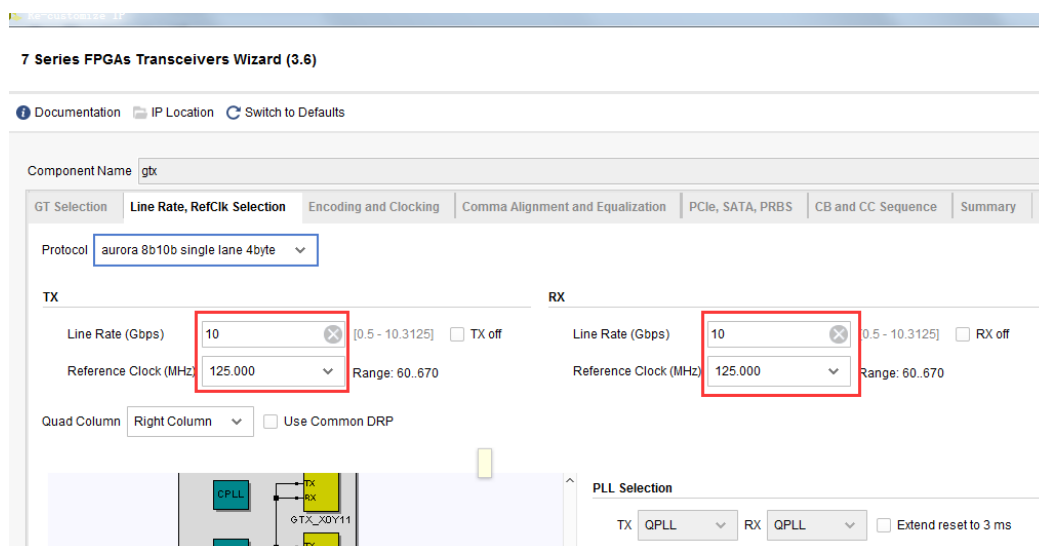 Re-customize IP
7 Series FPGAs Transceivers Wizard (3.6)
Documentation IP Location Switch to Defaults
Component Name gtx
GT Selection Line Rate, RefClk Selection Encoding and Clocking Comma Alignment and Equalization PCIe, SATA, PRBS CB and CC Sequence Summary
Protocol aurora 8b10b single lane 4byte
TX RX
Line Rate (Gbps) 10 [0.5 - 10.3125] TX off Line Rate (Gbps) 10 [0.5 - 10.3125] RX off
Reference Clock (MHz) 125.000 Range: 60..670 Reference Clock (MHz) 125.000 Range: 60..670
Quad Column Right Column Use Common DRP
CPLL TX
RX
GTX_X0Y11
TX
PLL Selection
TX QPLL RX QPLL Extend reset to 3 ms